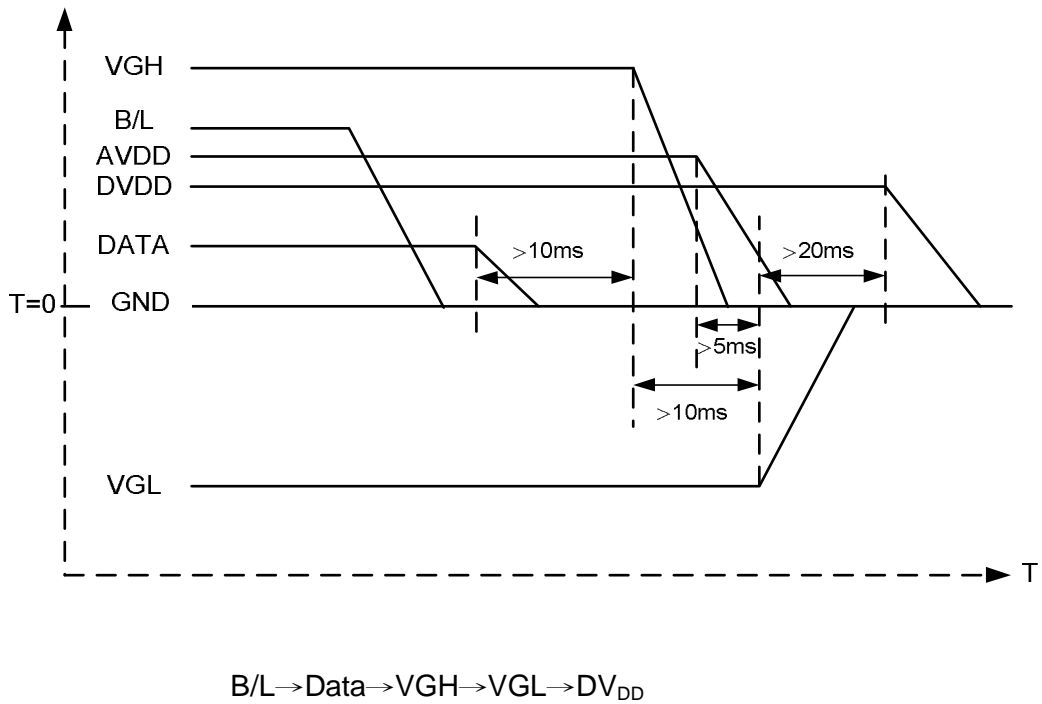 VGH
B/L
AVDD
DVDD
DATA
>10ms
>20ms
T=0
GND
>5ms
>10ms
VGL
T
B/L→Data→VGH→VGL→DVDD